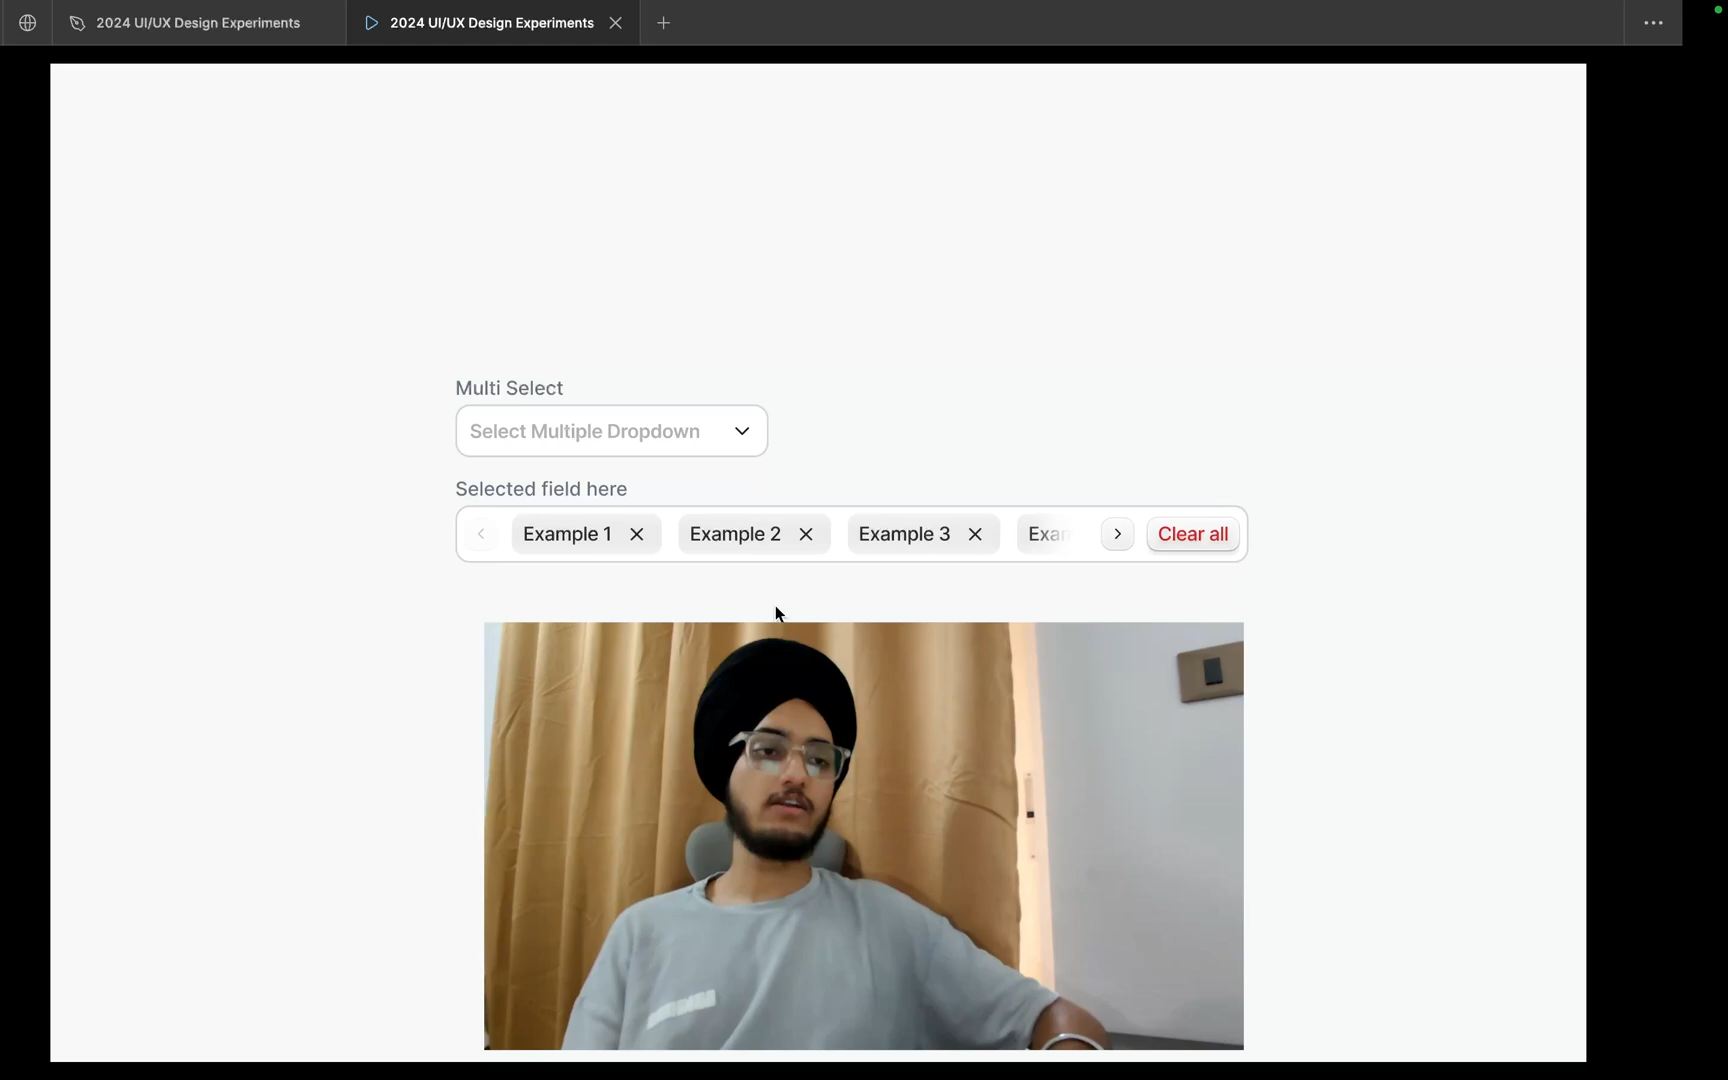 2024 UI/UX Design Experiments
2024 UI/UX Design Experiments
Multi Select
Select Multiple Dropdown
Selected field here
Example 1
Example 2
Example 3
Exam
Clear all